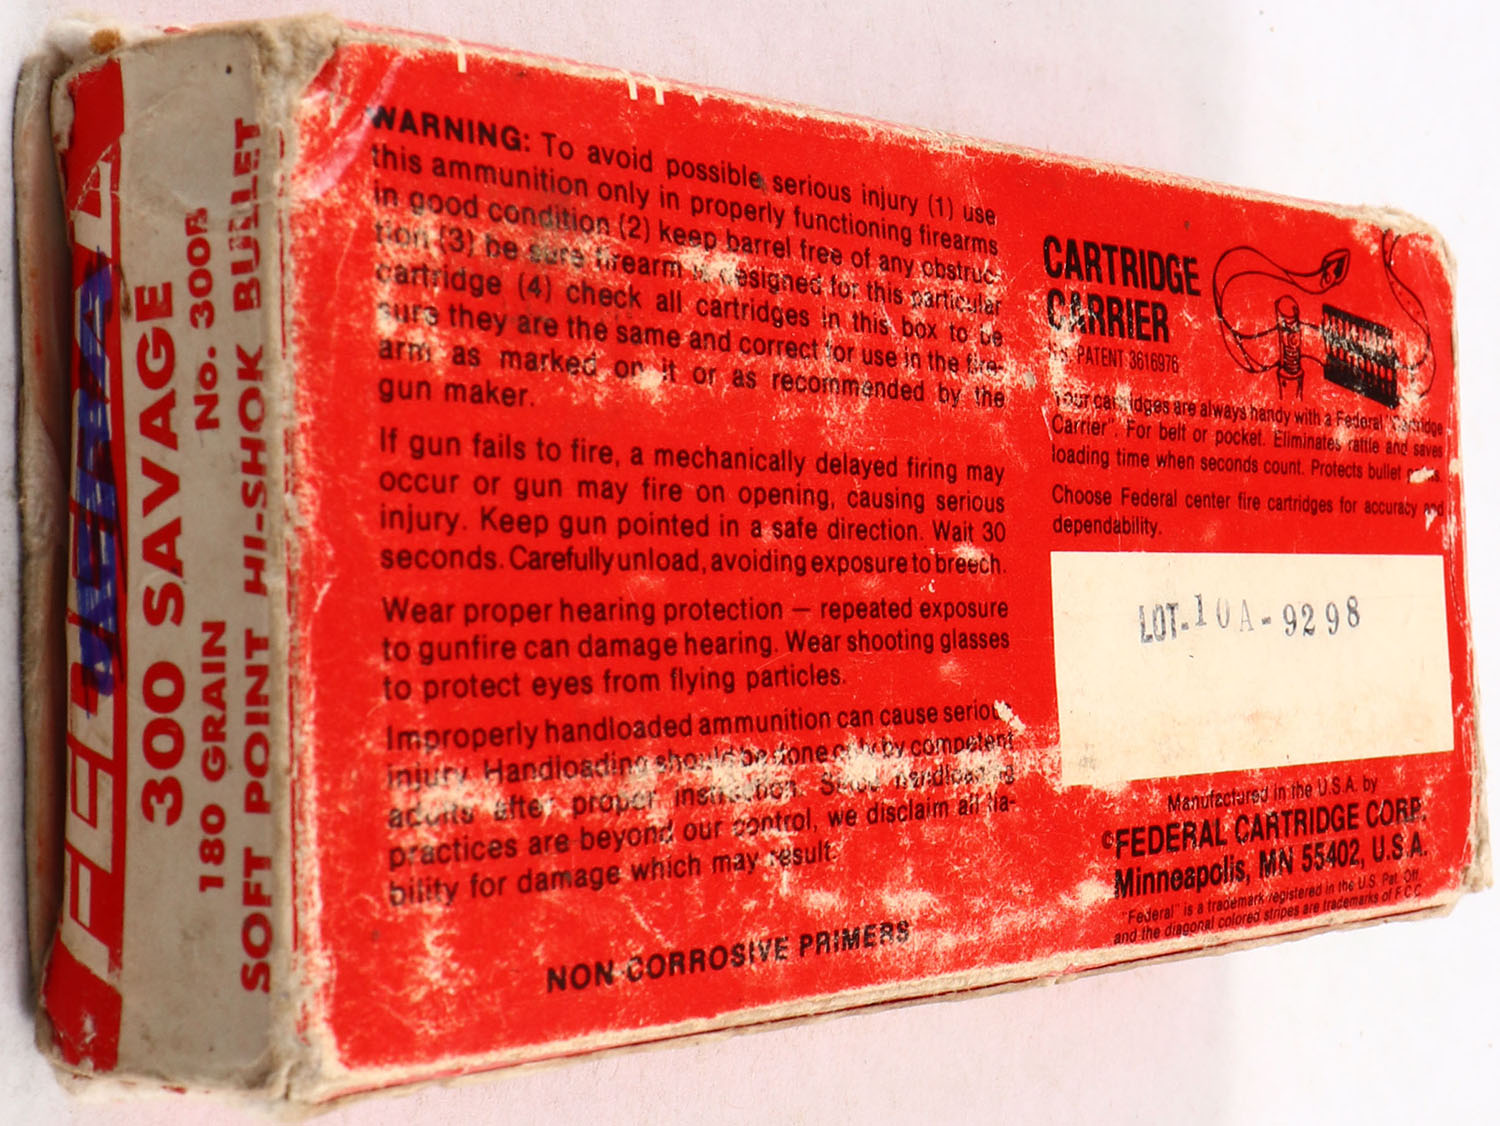 FEDERAL
300 SAVAGE
180 GRAIN No. 300B
SOFT POINT HI-SHOK BULLET
WARNING: To avoid possible serious injury (1) use
this ammunition only in properly functioning firearms
in good condition (2) keep barrel free of any obstruc-
tion (3) be sure firearm is designed for this particular
cartridge (4) check all cartridges in this box to be
sure they are the same and correct for use in the fire-
arm as marked on it or as recommended by the
gun maker.
If gun fails to fire, a mechanically delayed firing may
occur or gun may fire on opening, causing serious
injury. Keep gun pointed in a safe direction. Wait 30
seconds. Carefully unload, avoiding exposure to breech.
Wear proper hearing protection — repeated exposure
to gunfire can damage hearing. Wear shooting glasses
to protect eyes from flying particles.
Improperly handloaded ammunition can cause serious
injury. Handloading should be done only by competent
adults after proper instruction. Since handloading
practices are beyond our control, we disclaim all lia-
bility for damage which may result.
NON-CORROSIVE PRIMERS
CARTRIDGE
CARRIER
PATENT 3616976
Your cartridges are always handy with a Federal "Cartridge
Carrier". For belt or pocket. Eliminates rattle and saves
loading time when seconds count. Protects bullet
Choose Federal center fire cartridges for accuracy and
dependability.
LOT-10A-9298
Manufactured in the U.S.A. by
©FEDERAL CARTRIDGE CORP.
Minneapolis, MN 55402, U.S.A.
"Federal" is a trademark registered in the U.S. Pat. Off.
and the diagonal colored stripes are trademarks of F.C.C.